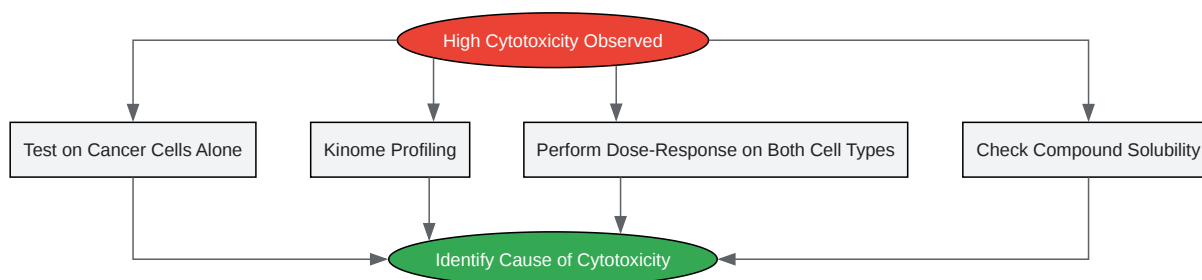 High Cytotoxicity Observed
Test on Cancer Cells Alone
Kinome Profiling
Perform Dose-Response on Both Cell Types
Check Compound Solubility
Identify Cause of Cytotoxicity